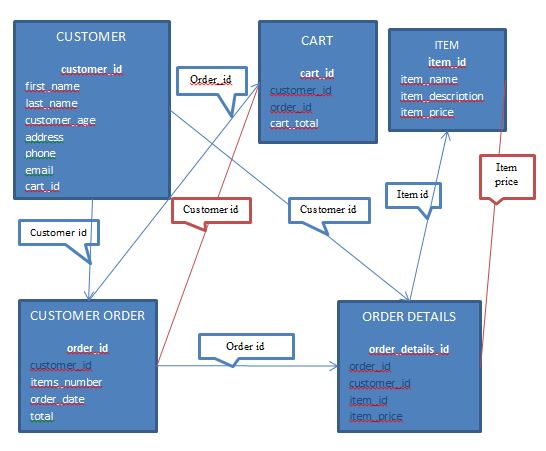 CUSTOMER
customer_id
first_name
last_name
customer_age
address
phone
email
cart_id
CART
cart_id
customer_id
order_id
cart_total
ITEM
item_id
item_name
item_description
item_price
Order_id
Customer id
Customer id
Customer id
Item id
Item
price
CUSTOMER ORDER
order_id
customer_id
items_number
order_date
total
Order id
ORDER DETAILS
order_details_id
order_id
customer_id
item_id
item_price